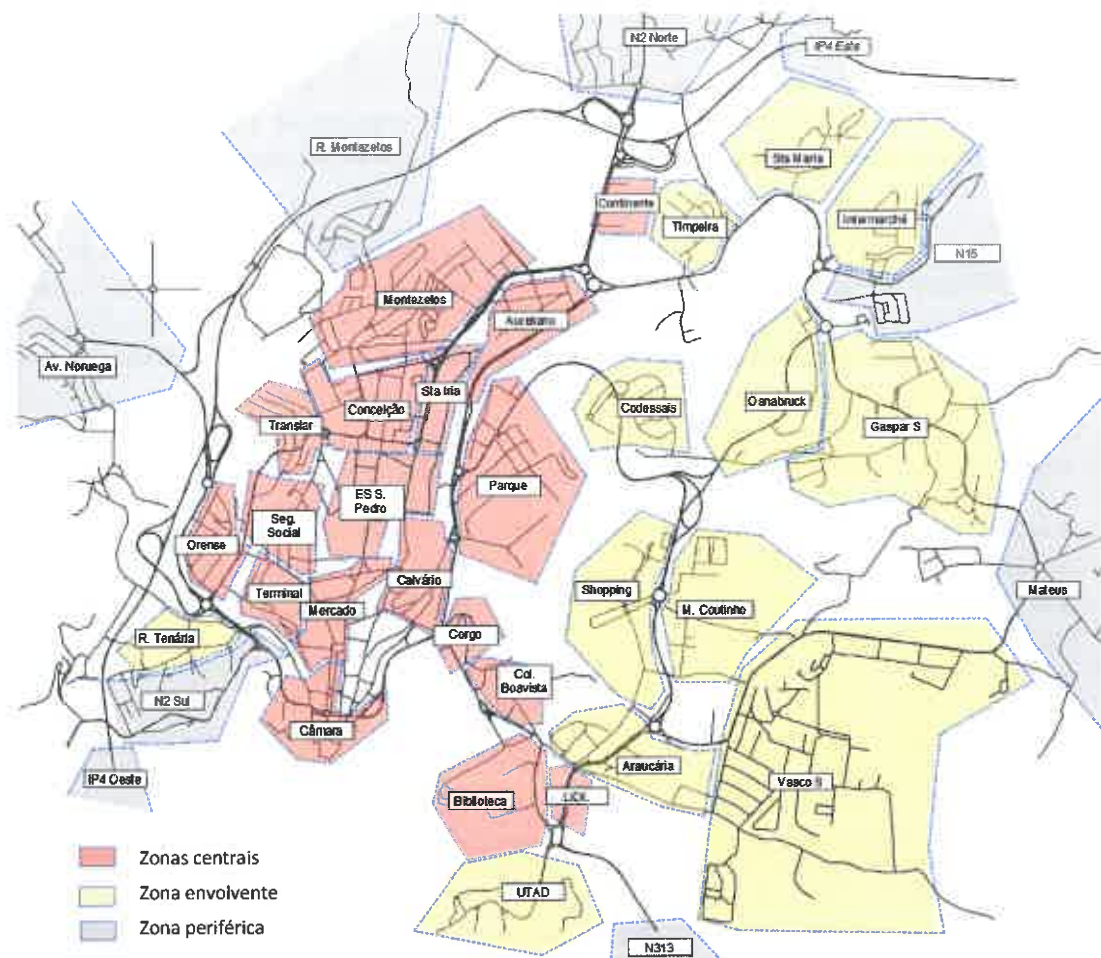 N2 Norte
IP4 Este
R. Montezelos
Sta Maria
Continente
Timpeira
Intermarché
N15
Montezelos
Aureliano
Av. Noruega
Sta Iria
Conceição
Codessais
Osnabruck
Translar
Gaspar S
ES S.
Pedro
Parque
Seg.
Social
Orense
Calvário
Terminal
Mercado
Shopping
M. Coutinho
Mateus
R. Tenária
Corgo
Col.
Boavista
N2 Sul
Câmara
IP4 Oeste
Araucária
Vasco S
Biblioteca
UTAD
N313
Zonas centrais
Zona envolvente
Zona periférica